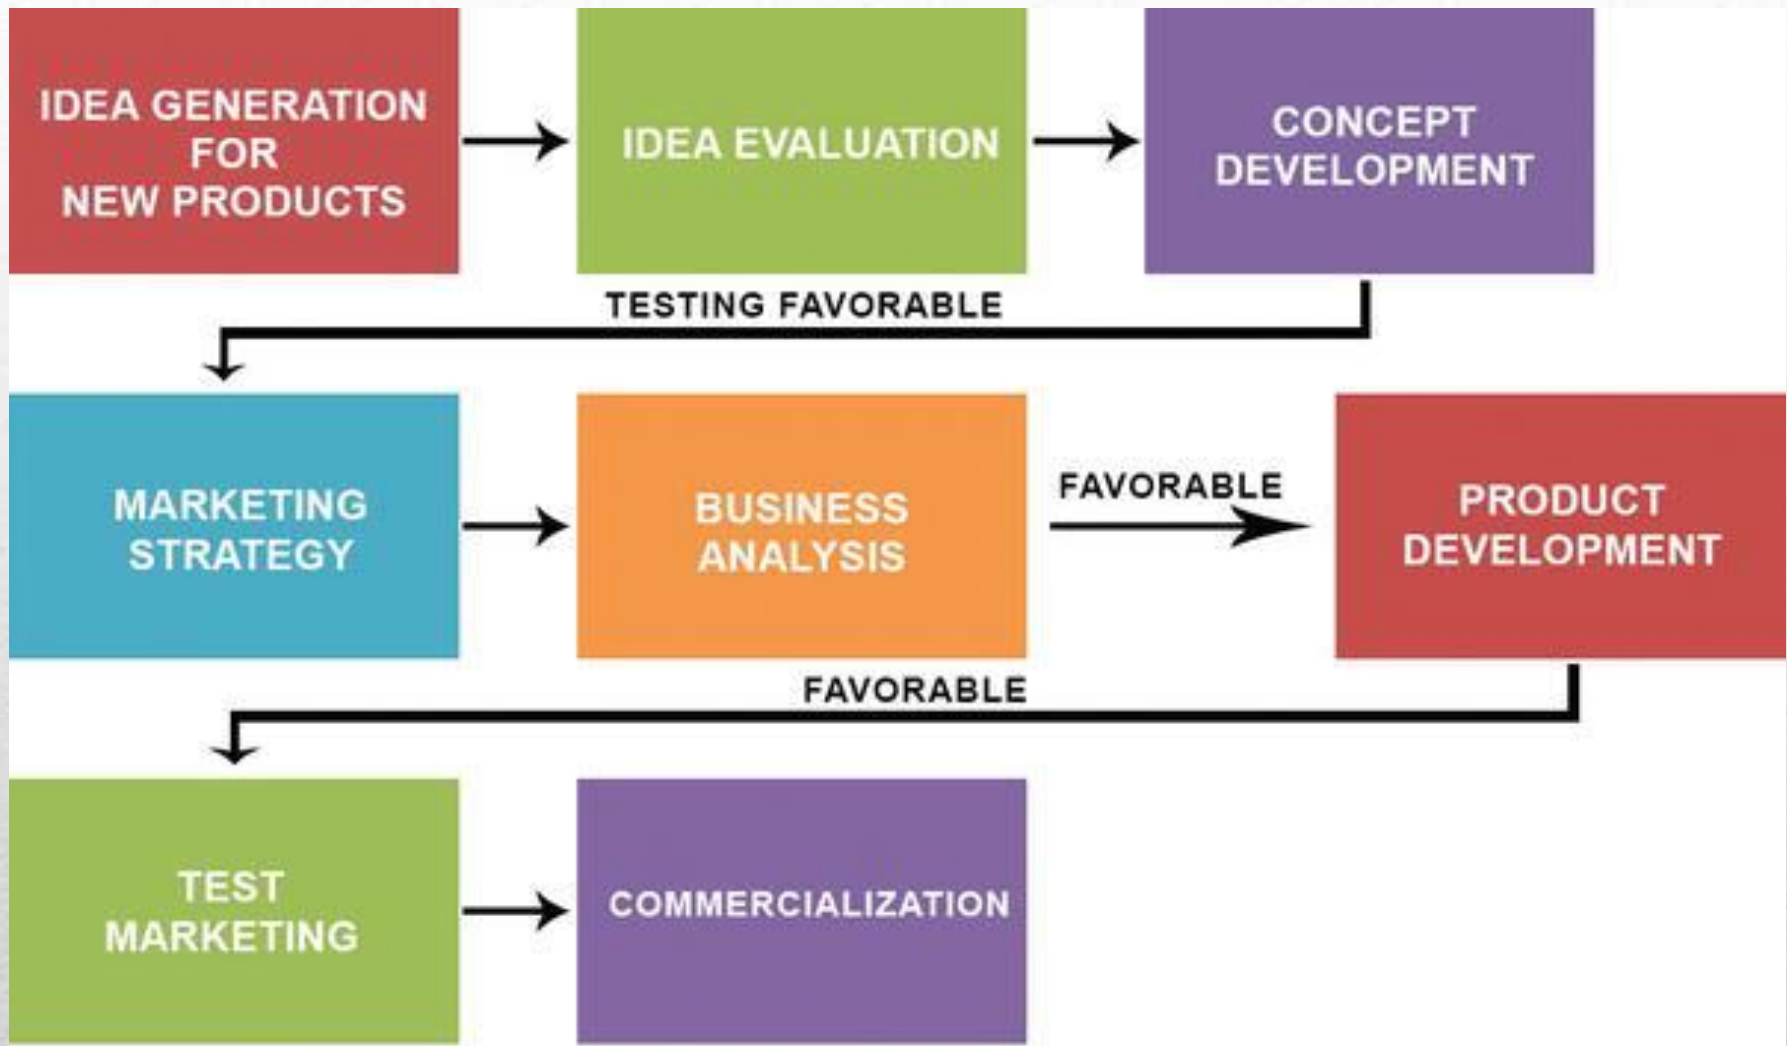 IDEA GENERATION
FOR
NEW PRODUCTS
IDEA EVALUATION
CONCEPT
DEVELOPMENT
TESTING FAVORABLE
MARKETING
STRATEGY
BUSINESS
ANALYSIS
FAVORABLE
PRODUCT
DEVELOPMENT
FAVORABLE
TEST
MARKETING
COMMERCIALIZATION